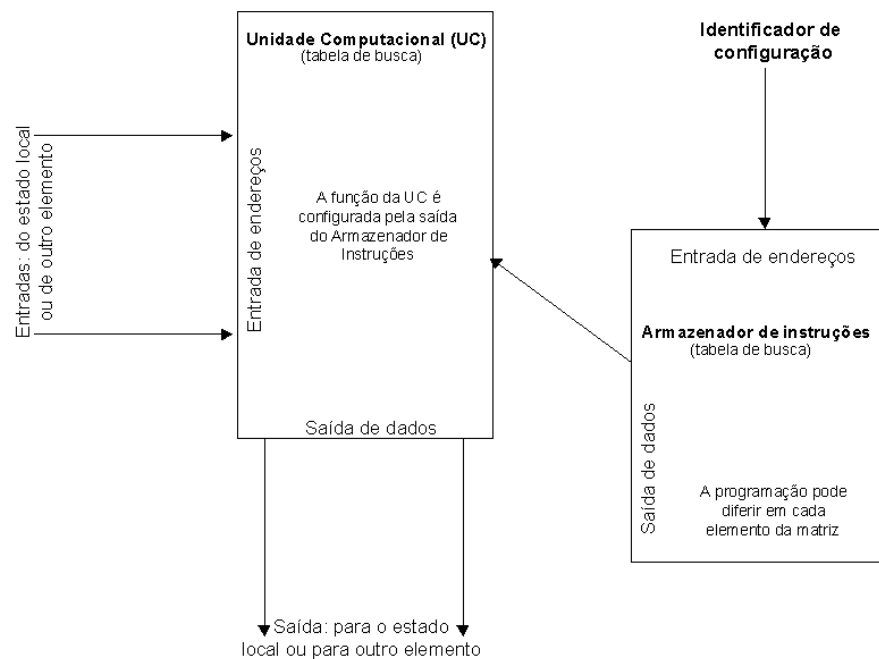 Unidade Computacional (UC)
(tabela de busca)
Identificador de
configuração
Entradas: do estado local
ou de outro elemento
Entrada de endereços
A função da UC é
configurada pela saída
do Armazenador de
Instruções
Saída de dados
Entrada de endereços
Armazenador de instruções
(tabela de busca)
Saída de dados
A programação pode
diferir em cada
elemento da matriz
Saída: para o estado
local ou para outro elemento